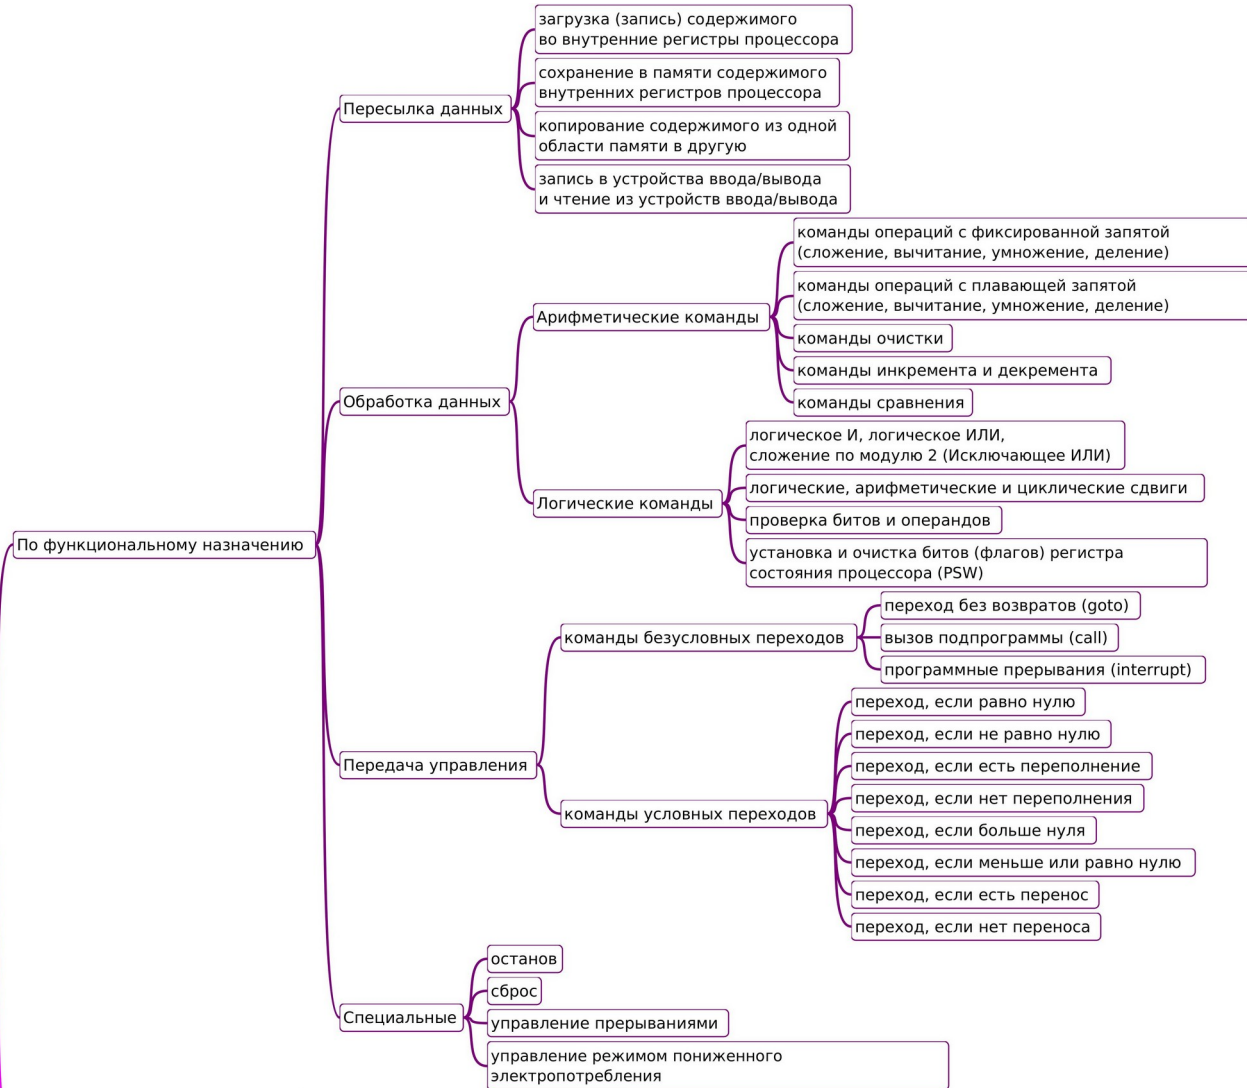 загрузка (запись) содержимого
во внутренние регистры процессора
сохранение в памяти содержимого
внутренних регистров процессора
Пересылка данных
копирование содержимого из одной
области памяти в другую
запись в устройства ввода/вывода
и чтение из устройств ввода/вывода
команды операций с фиксированной запятой
(сложение, вычитание, умножение, деление)
команды операций с плавающей запятой
(сложение, вычитание, умножение, деление)
Арифметические команды
команды очистки
команды инкремента и декремента
команды сравнения
Обработка данных
логическое И, логическое ИЛИ,
сложение по модулю 2 (Исключающее ИЛИ)
логические, арифметические и циклические сдвиги
Логические команды
проверка битов и операндов
установка и очистка битов (флагов) регистра
состояния процессора (PSW)
По функциональному назначению
переход без возвратов (goto)
команды безусловных переходов
вызов подпрограммы (call)
программные прерывания (interrupt)
переход, если равно нулю
переход, если не равно нулю
Передача управления
переход, если есть переполнение
переход, если нет переполнения
команды условных переходов
переход, если больше нуля
переход, если меньше или равно нулю
переход, если есть перенос
переход, если нет переноса
останов
сброс
Специальные
управление прерываниями
управление режимом пониженного
электропотребления